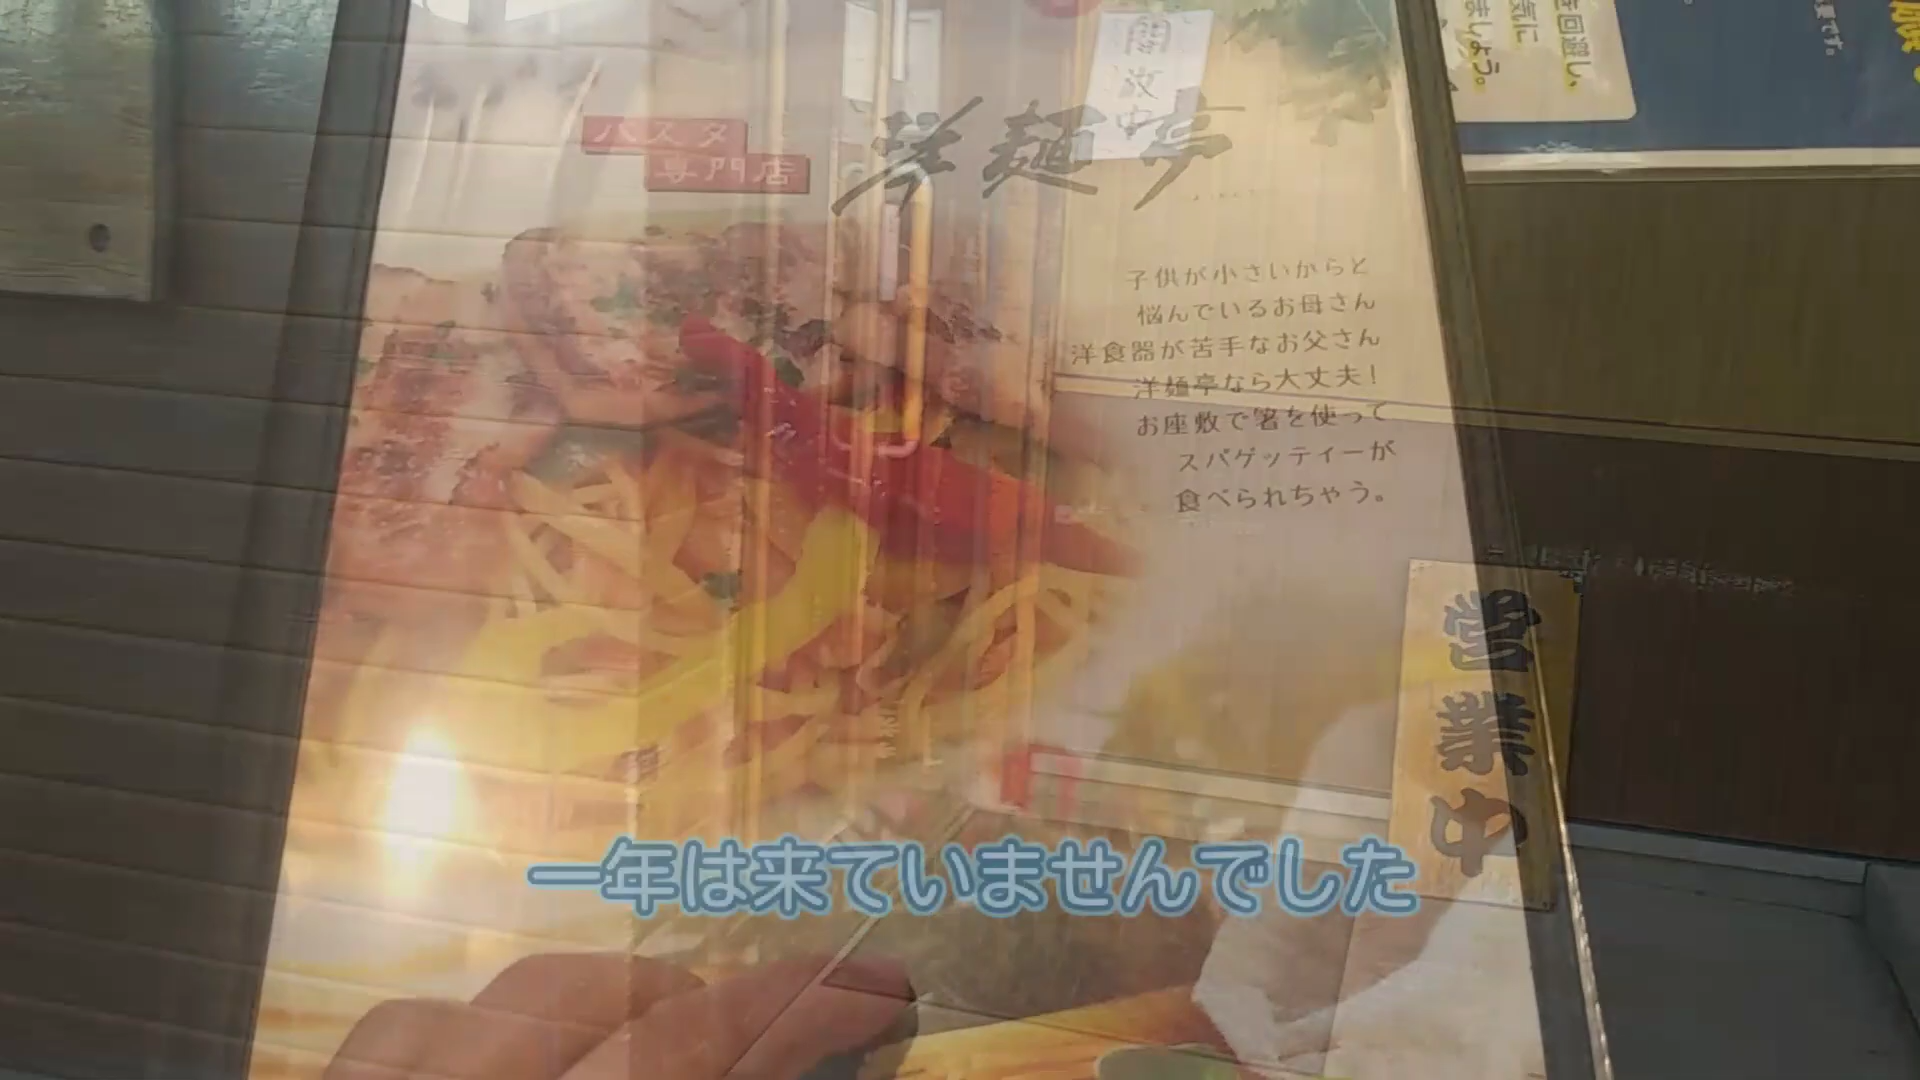 パスタ
専門店
洋麺亭
開放中
子供が小さいからと
悩んでいるお母さん
洋食器が苦手なお父さん
洋麺亭なら大丈夫!
お座敷で箸を使って
スパゲッティーが
食べられちゃう。
営業中
一年は来ていませんでした